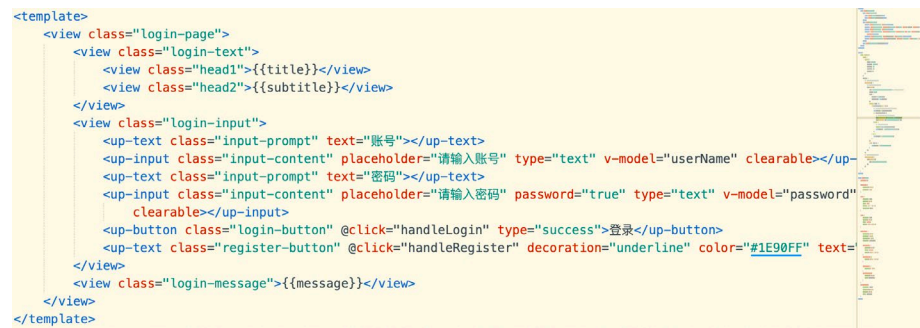 <template>
<view class="login-page">
<view class="login-text">
<view class="head1">{{title}}</view>
<view class="head2">{{subtitle}}</view>
</view>
<view class="login-input">
<up-text class="input-prompt" text="账号"></up-text>
<up-input class="input-content" placeholder="请输入账号" type="text" v-model="userName" clearable></up-
<up-text class="input-prompt" text="密码"></up-text>
<up-input class="input-content" placeholder="请输入密码" password="true" type="text" v-model="password"
clearable></up-input>
<up-button class="login-button" @click="handleLogin" type="success">登录</up-button>
<up-text class="register-button" @click="handleRegister" decoration="underline" color="#1E90FF" text=
</view>
<view class="login-message">{{message}}</view>
</view>
</template>